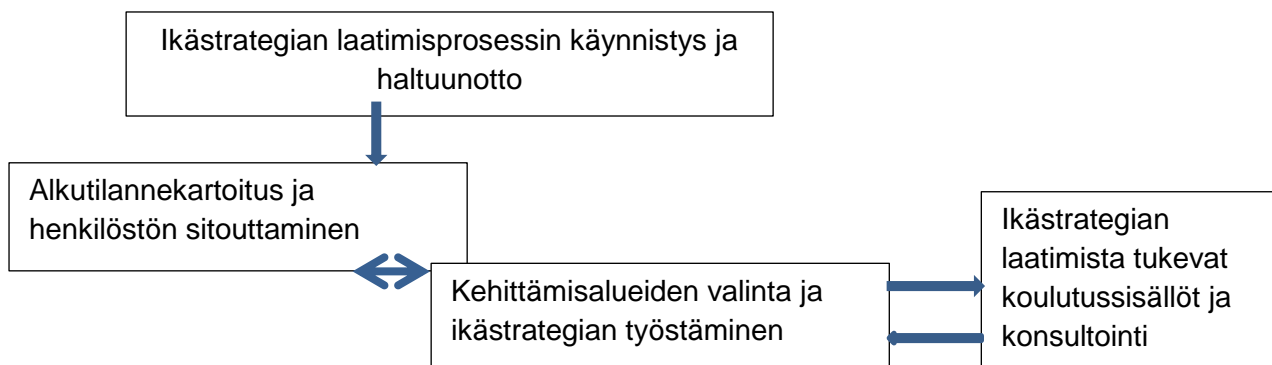 Ikästrategian laatimisprosessin käynnistys ja
haltuunotto
Alkutilannekartoitus ja
henkilöstön sitouttaminen
Kehittämisalueiden valinta ja
ikästrategian työstäminen
Ikästrategian
laatimista tukevat
koulutussisällöt ja
konsultointi